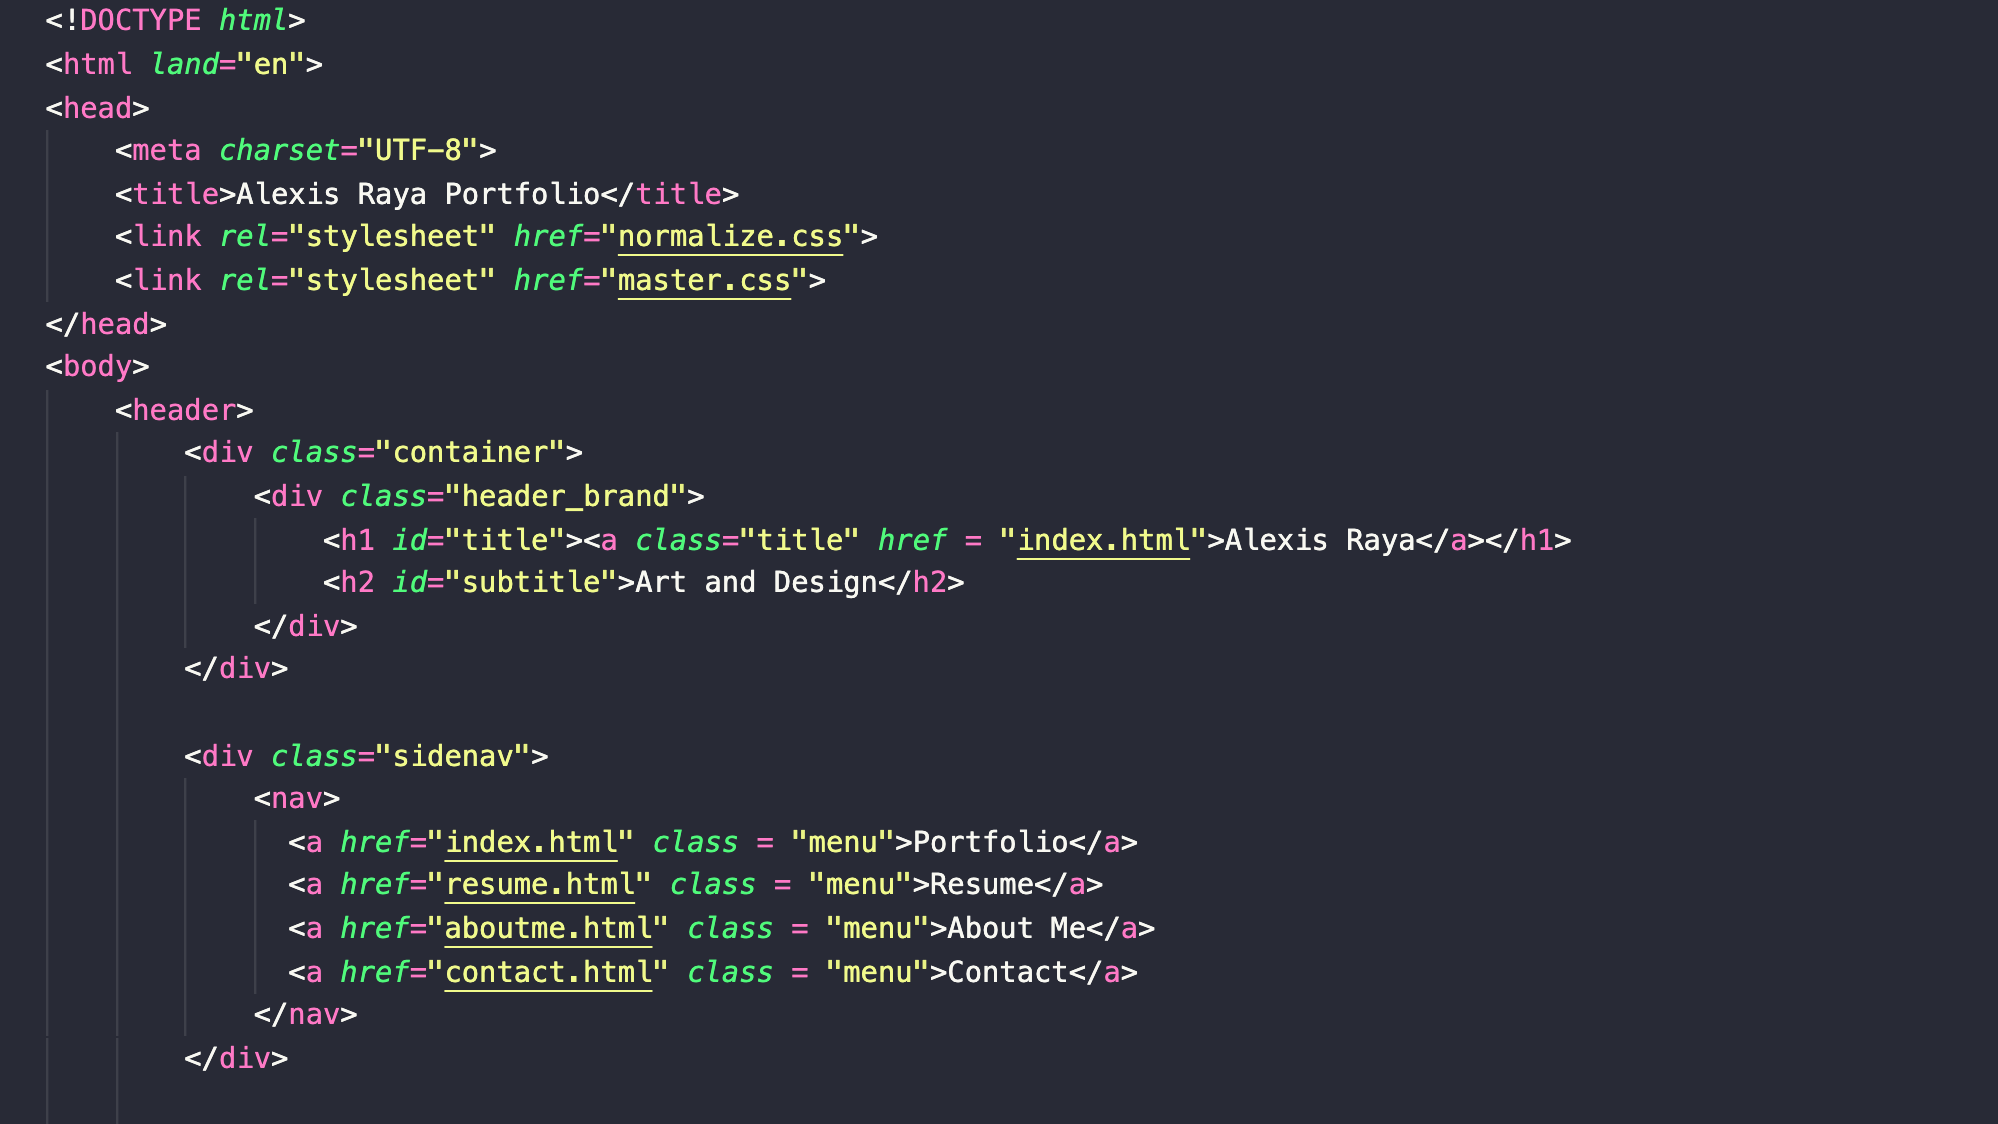 <!DOCTYPE html>
<html land="en">
<head>
    <meta charset="UTF-8">
    <title>Alexis Raya Portfolio</title>
    <link rel="stylesheet" href="normalize.css">
    <link rel="stylesheet" href="master.css">
</head>
<body>
    <header>
        <div class="container">
            <div class="header_brand">
                <h1 id="title"><a class="title" href = "index.html">Alexis Raya</a></h1>
                <h2 id="subtitle">Art and Design</h2>
            </div>
        </div>

        <div class="sidenav">
            <nav>
              <a href="index.html" class = "menu">Portfolio</a>
              <a href="resume.html" class = "menu">Resume</a>
              <a href="aboutme.html" class = "menu">About Me</a>
              <a href="contact.html" class = "menu">Contact</a>
            </nav>
        </div>